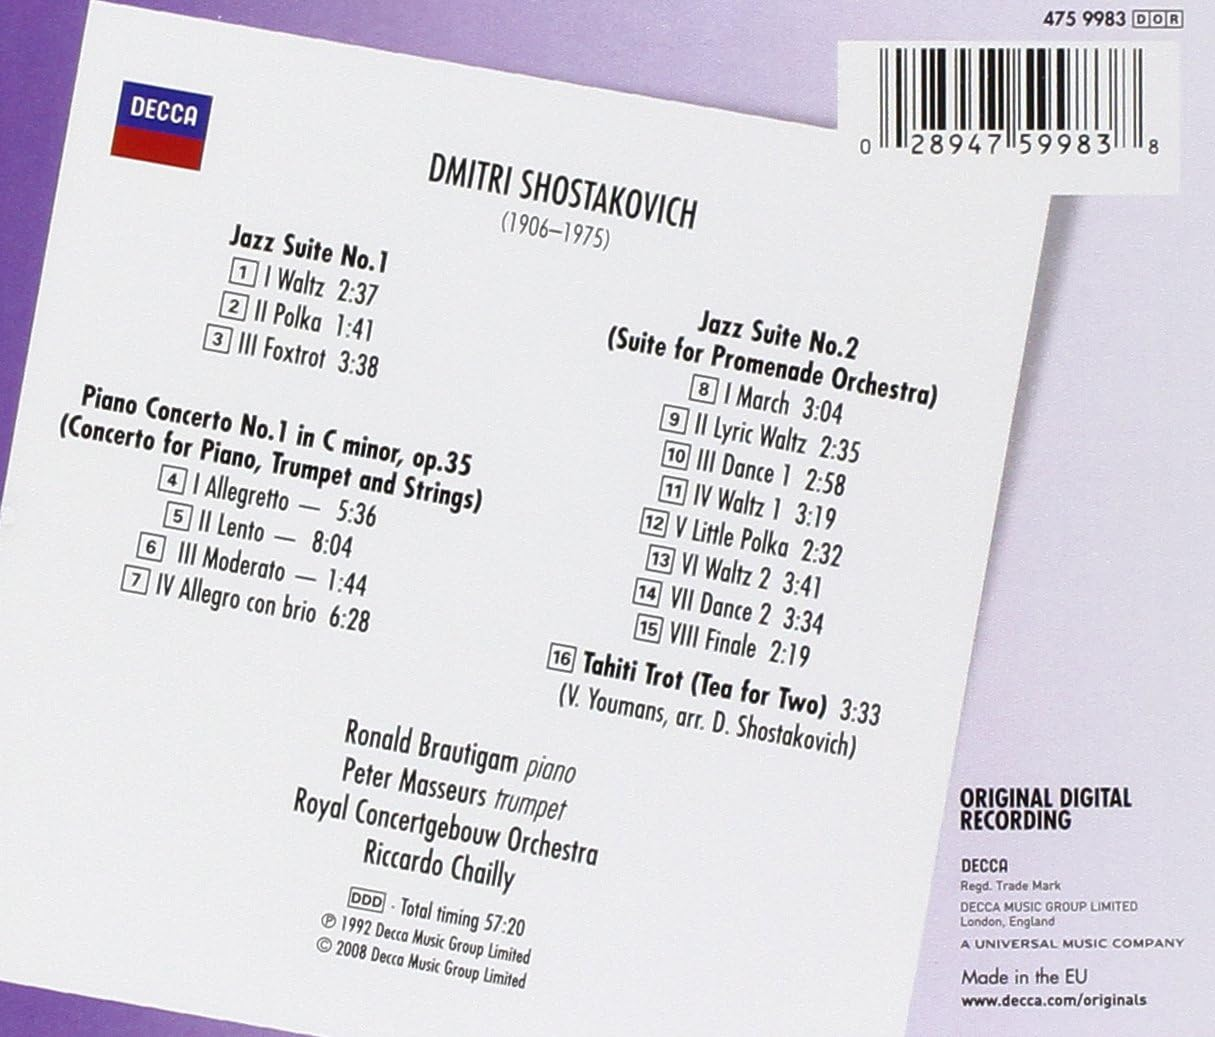 475 9983 DOR
0 28947 59983 8
DECCA
DMITRI SHOSTAKOVICH
(1906–1975)
Jazz Suite No.1
1 I Waltz 2:37
2 II Polka 1:41
3 III Foxtrot 3:38
Piano Concerto No.1 in C minor, op.35
(Concerto for Piano, Trumpet and Strings)
4 I Allegretto — 5:36
5 II Lento — 8:04
6 III Moderato — 1:44
7 IV Allegro con brio 6:28
Jazz Suite No.2
(Suite for Promenade Orchestra)
8 I March 3:04
9 II Lyric Waltz 2:35
10 III Dance 1 2:58
11 IV Waltz 1 3:19
12 V Little Polka 2:32
13 VI Waltz 2 3:41
14 VII Dance 2 3:34
15 VIII Finale 2:19
16 Tahiti Trot (Tea for Two) 3:33
(V. Youmans, arr. D. Shostakovich)
Ronald Brautigam piano
Peter Masseurs trumpet
Royal Concertgebouw Orchestra
Riccardo Chailly
DDD · Total timing 57:20
℗ 1992 Decca Music Group Limited
© 2008 Decca Music Group Limited
ORIGINAL DIGITAL
RECORDING
DECCA
Regd. Trade Mark
DECCA MUSIC GROUP LIMITED
London, England
A UNIVERSAL MUSIC COMPANY
Made in the EU
www.decca.com/originals